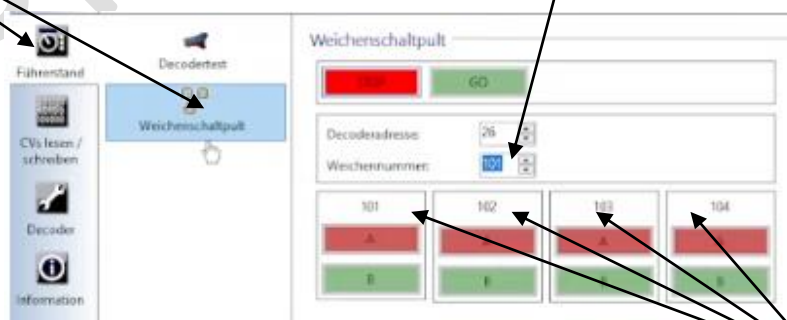 Führerstand
CVs lesen /
schreiben
Decoder
Information
Decodertest
Weichenschaltpult
Weichenschaltpult
STOP
GO
Decoderadresse:
26
Weichennummer:
101
101
102
103
104
A
A
A
B
B
B
B